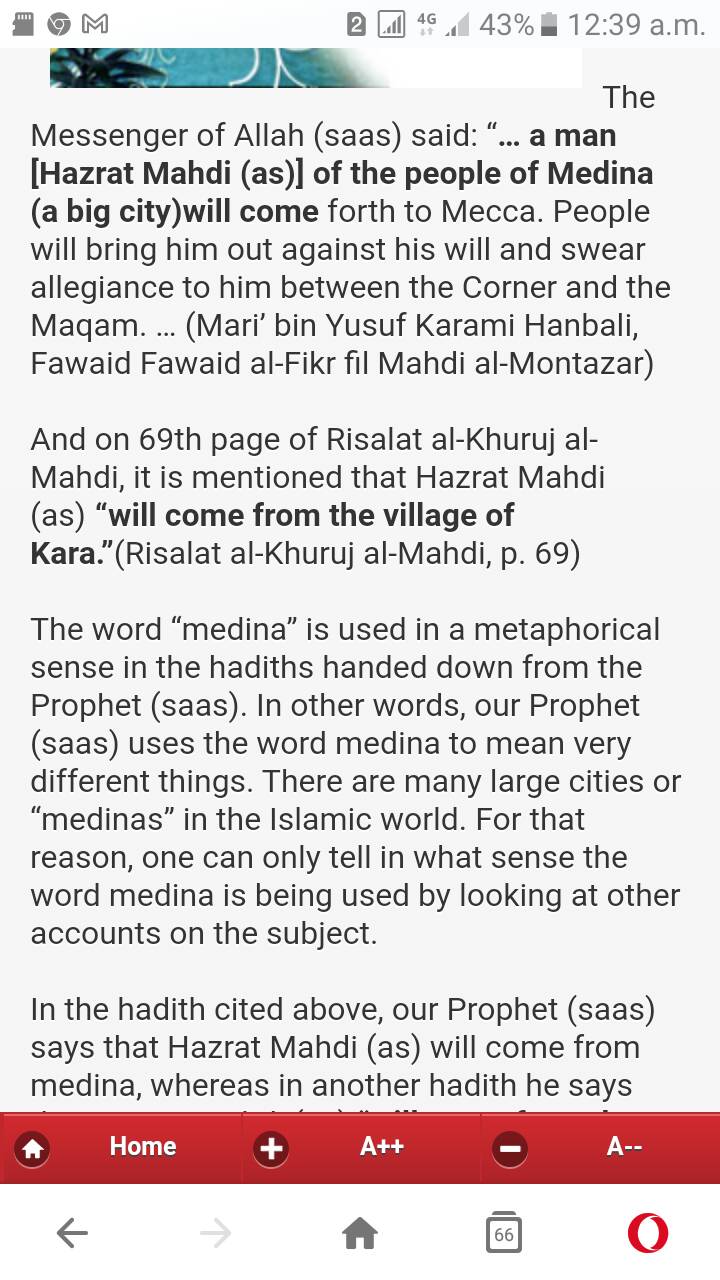 2 4G 43% 12:39 a.m.
The
Messenger of Allah (saas) said: “... a man
[Hazrat Mahdi (as)] of the people of Medina
(a big city)will come forth to Mecca. People
will bring him out against his will and swear
allegiance to him between the Corner and the
Maqam. ... (Mari’ bin Yusuf Karami Hanbali,
Fawaid Fawaid al-Fikr fil Mahdi al-Montazar)
And on 69th page of Risalat al-Khuruj al-
Mahdi, it is mentioned that Hazrat Mahdi
(as) “will come from the village of
Kara.”(Risalat al-Khuruj al-Mahdi, p. 69)
The word “medina” is used in a metaphorical
sense in the hadiths handed down from the
Prophet (saas). In other words, our Prophet
(saas) uses the word medina to mean very
different things. There are many large cities or
“medinas” in the Islamic world. For that
reason, one can only tell in what sense the
word medina is being used by looking at other
accounts on the subject.
In the hadith cited above, our Prophet (saas)
says that Hazrat Mahdi (as) will come from
medina, whereas in another hadith he says
Home A++ A--
66